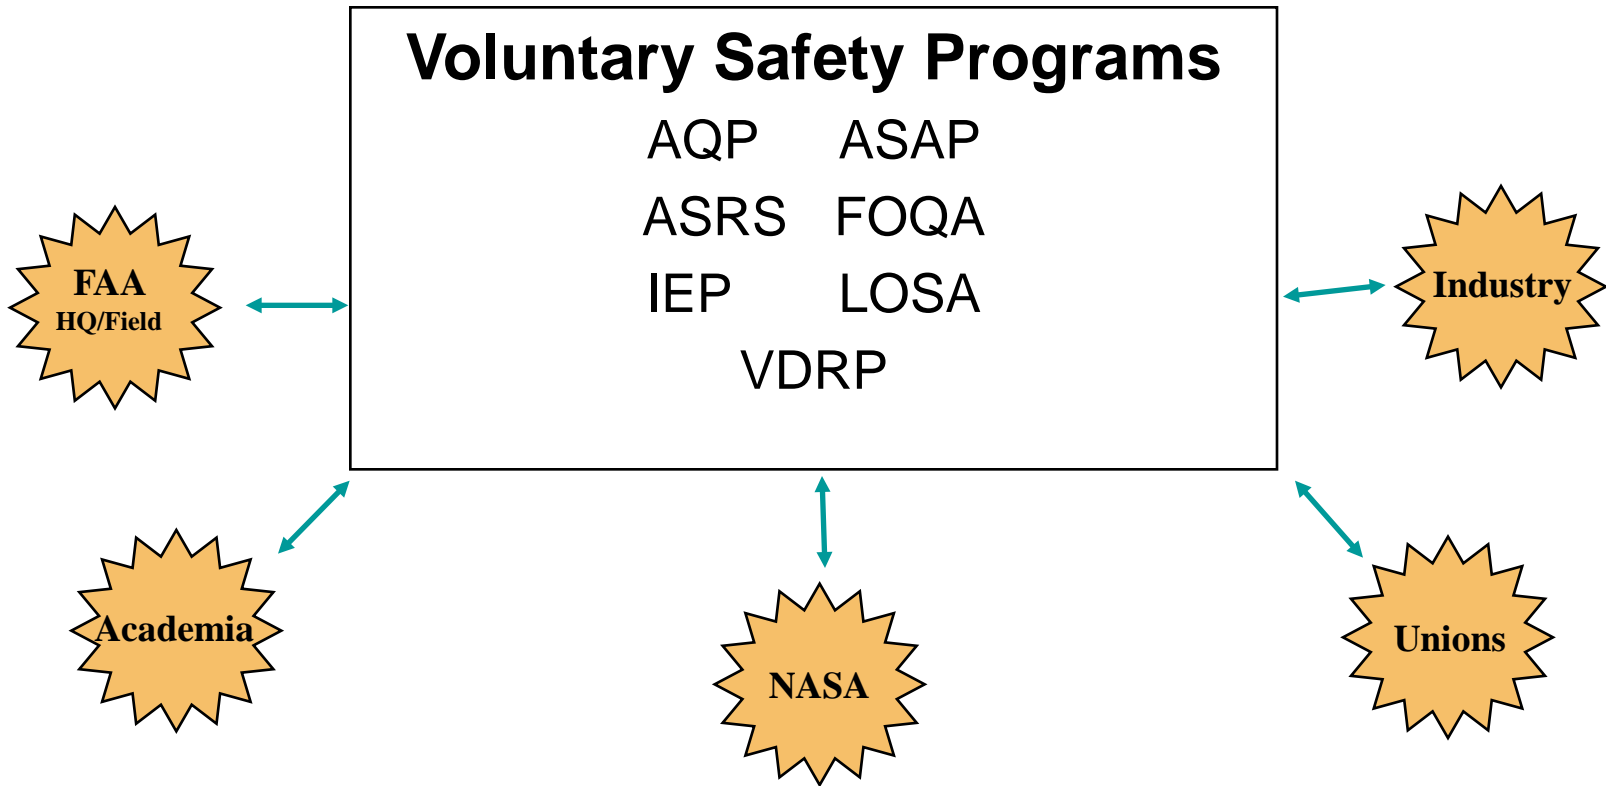 Voluntary Safety Programs
AQP ASAP
ASRS FOQA
IEP LOSA
VDRP
FAA
HQ/Field
Industry
Academia
NASA
Unions